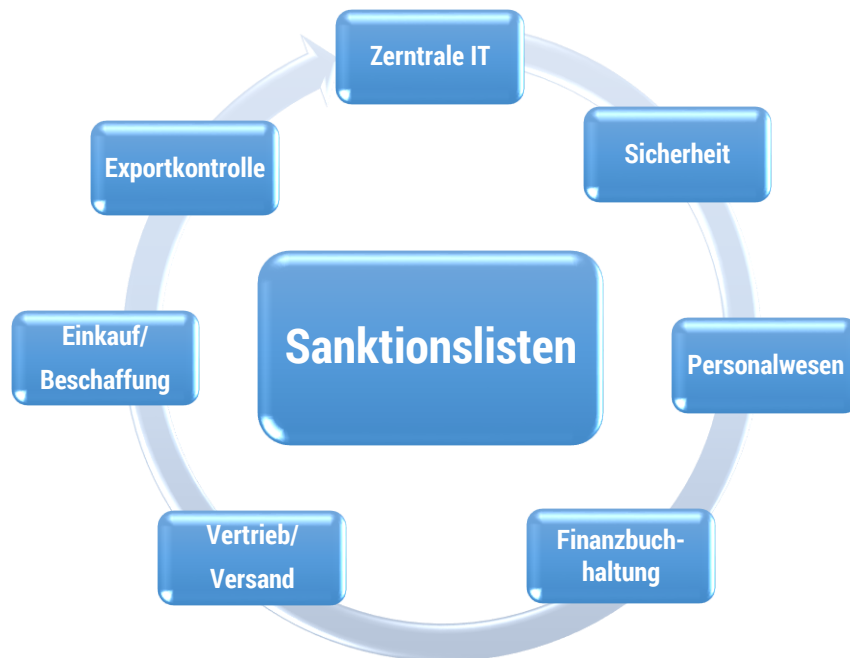 Zerntrale IT
Sicherheit
Personalwesen
Finanzbuch-
haltung
Vertrieb/
Versand
Einkauf/
Beschaffung
Exportkontrolle
Sanktionslisten